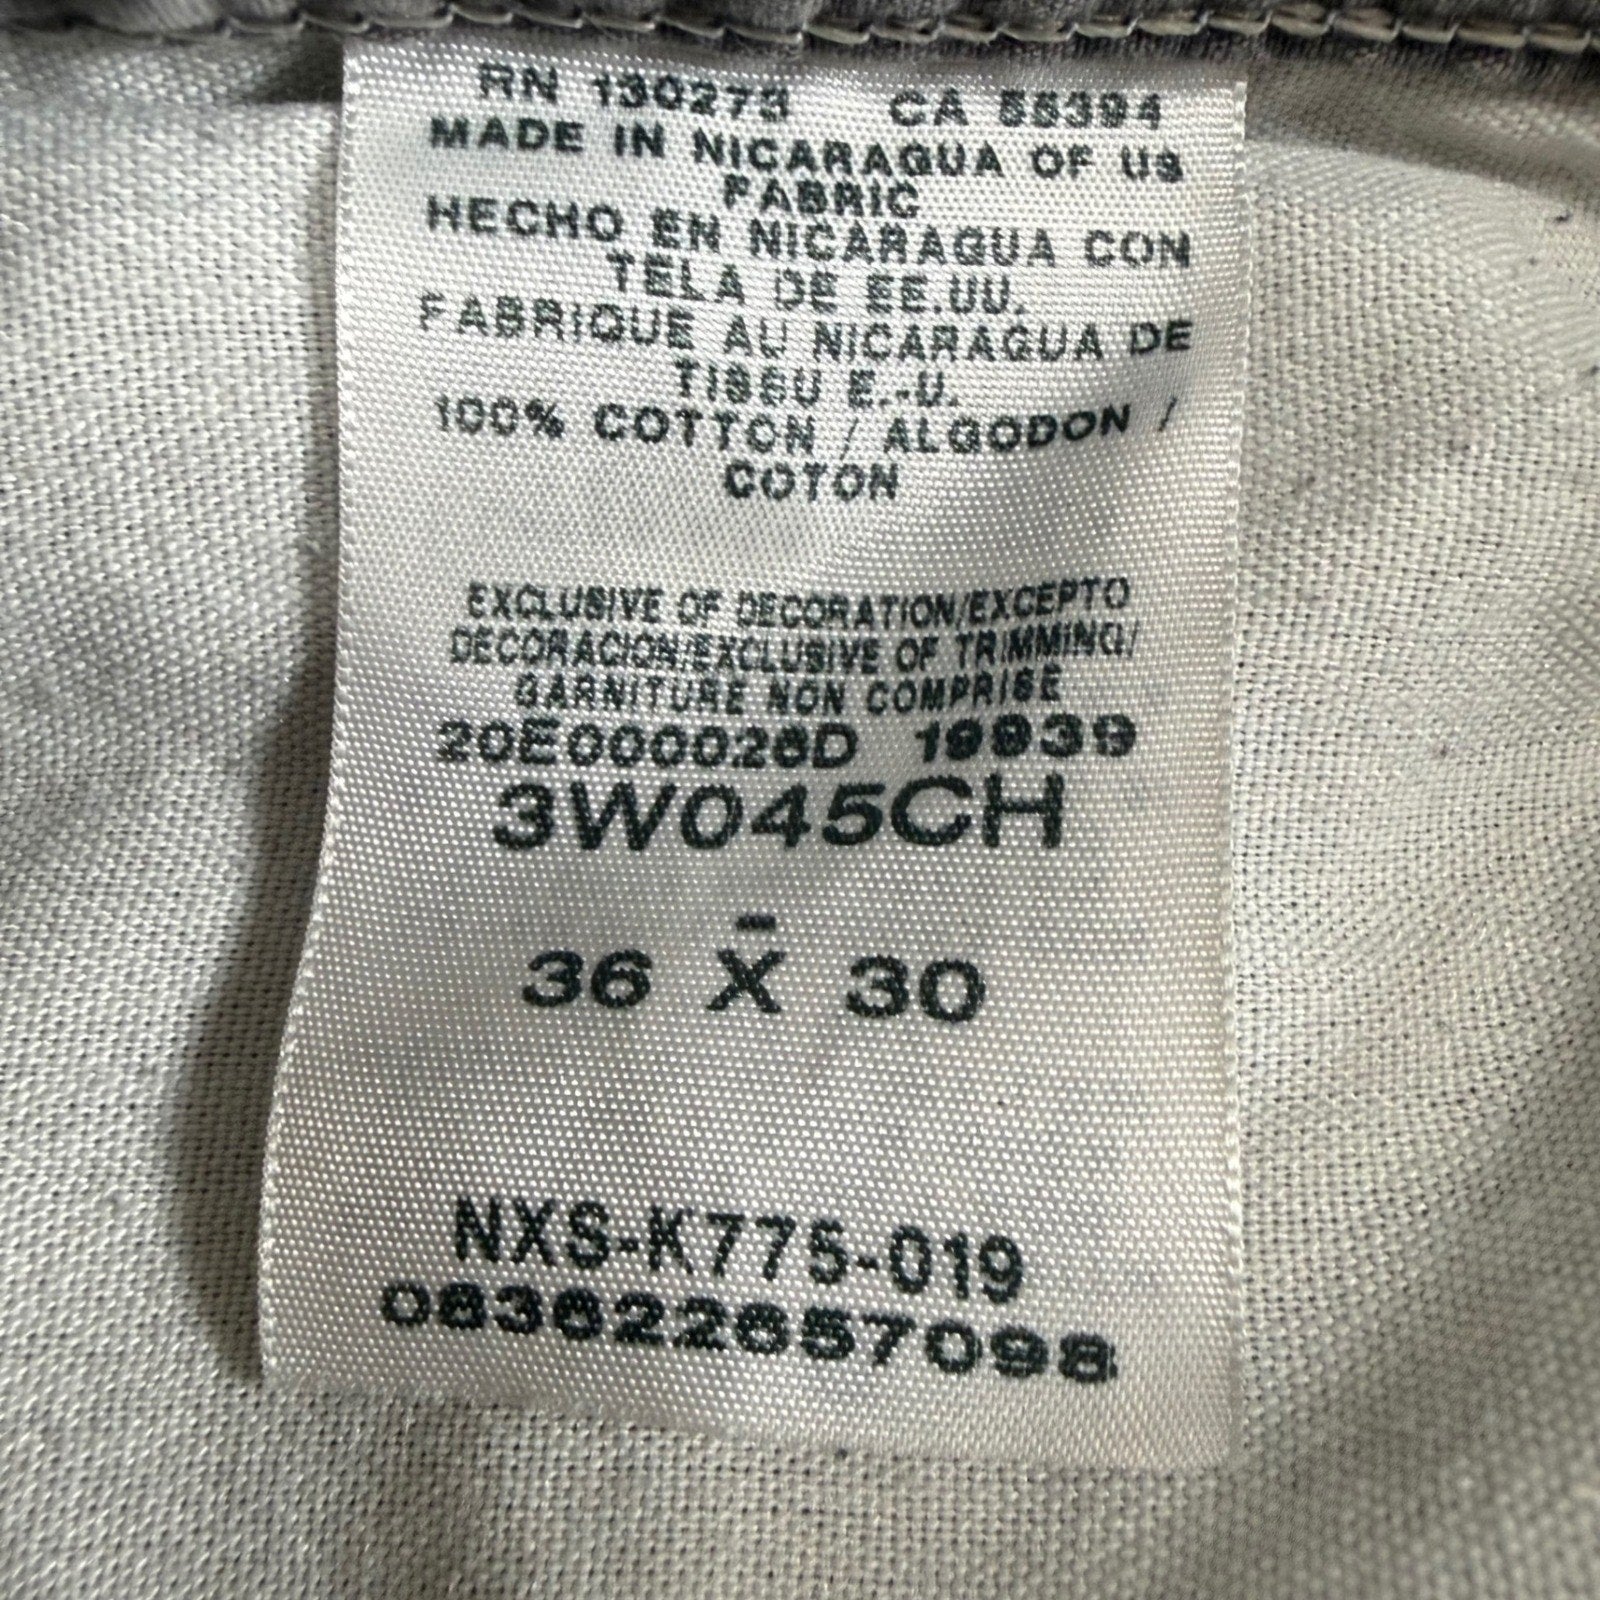 RN 130273 CA 55394
MADE IN NICARAGUA OF US
FABRIC
HECHO EN NICARAGUA CON
TELA DE EE.UU.
FABRIQUE AU NICARAGUA DE
TISSU E.-U.
100% COTTON / ALGODON /
COTON
EXCLUSIVE OF DECORATION/EXCEPTO
DECORACION/EXCLUSIVE OF TRIMMING/
GARNITURE NON COMPRISE
20E000026D 19939
3W045CH
36 X 30
NXS-K775-019
083622657098